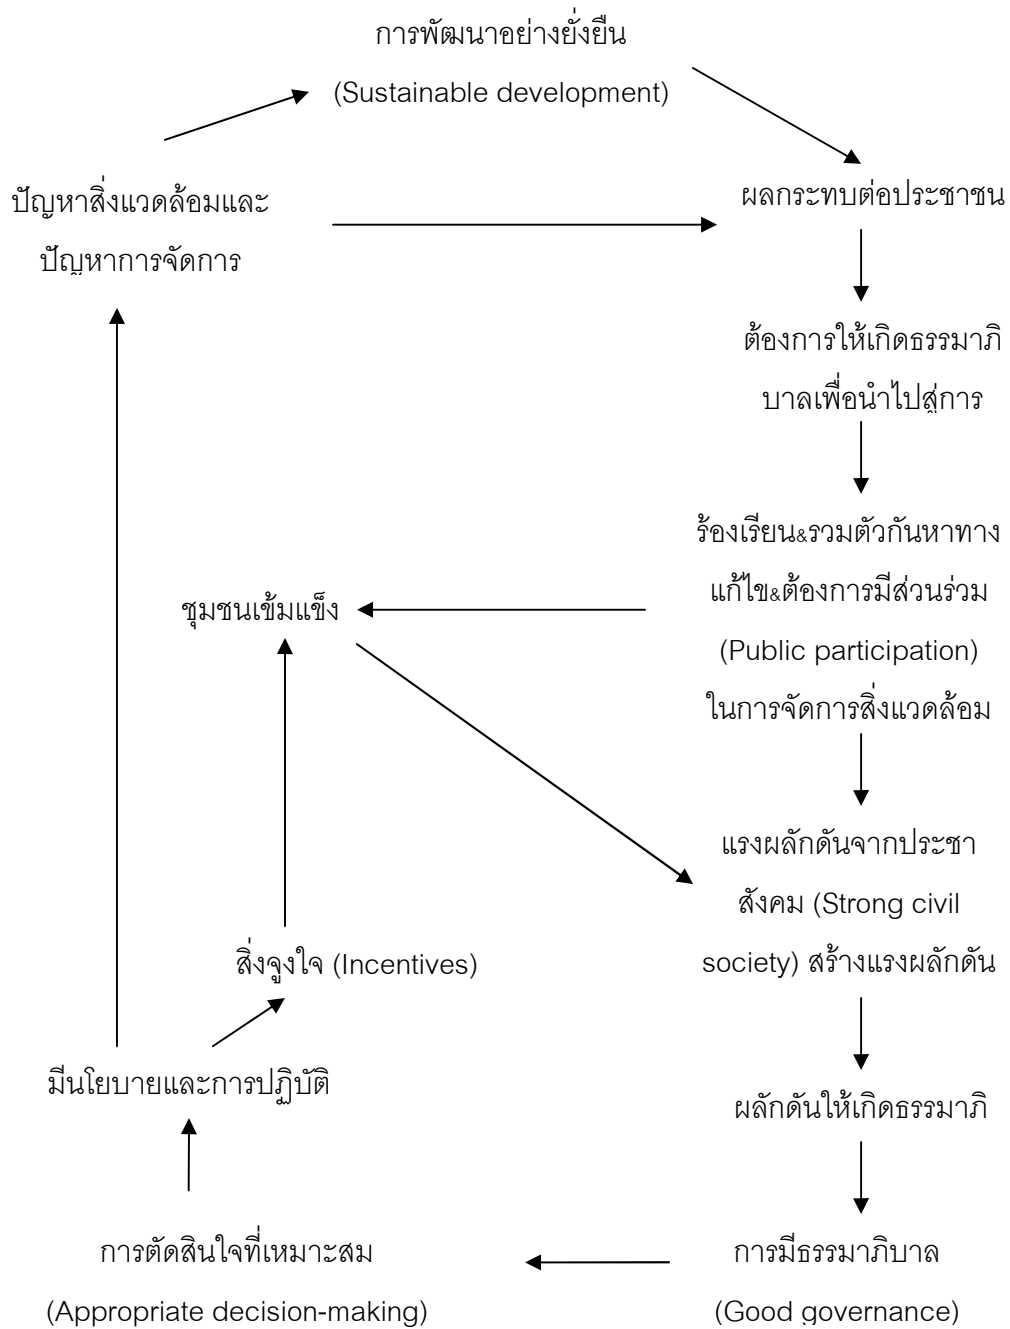 การพัฒนาอย่างยั่งยืน
(Sustainable development)
ปัญหาสิ่งแวดล้อมและ
ปัญหาการจัดการ
ผลกระทบต่อประชาชน
ต้องการให้เกิดธรรมาภิ
บาลเพื่อนำไปสู่การ
ร้องเรียน&รวมตัวกันหาทาง
แก้ไข&ต้องการมีส่วนร่วม
(Public participation)
ในการจัดการสิ่งแวดล้อม
ชุมชนเข้มแข็ง
แรงผลักดันจากประชา
สังคม (Strong civil
society) สร้างแรงผลักดัน
สิ่งจูงใจ (Incentives)
มีนโยบายและการปฏิบัติ
ผลักดันให้เกิดธรรมาภิ
การตัดสินใจที่เหมาะสม
(Appropriate decision-making)
การมีธรรมาภิบาล
(Good governance)